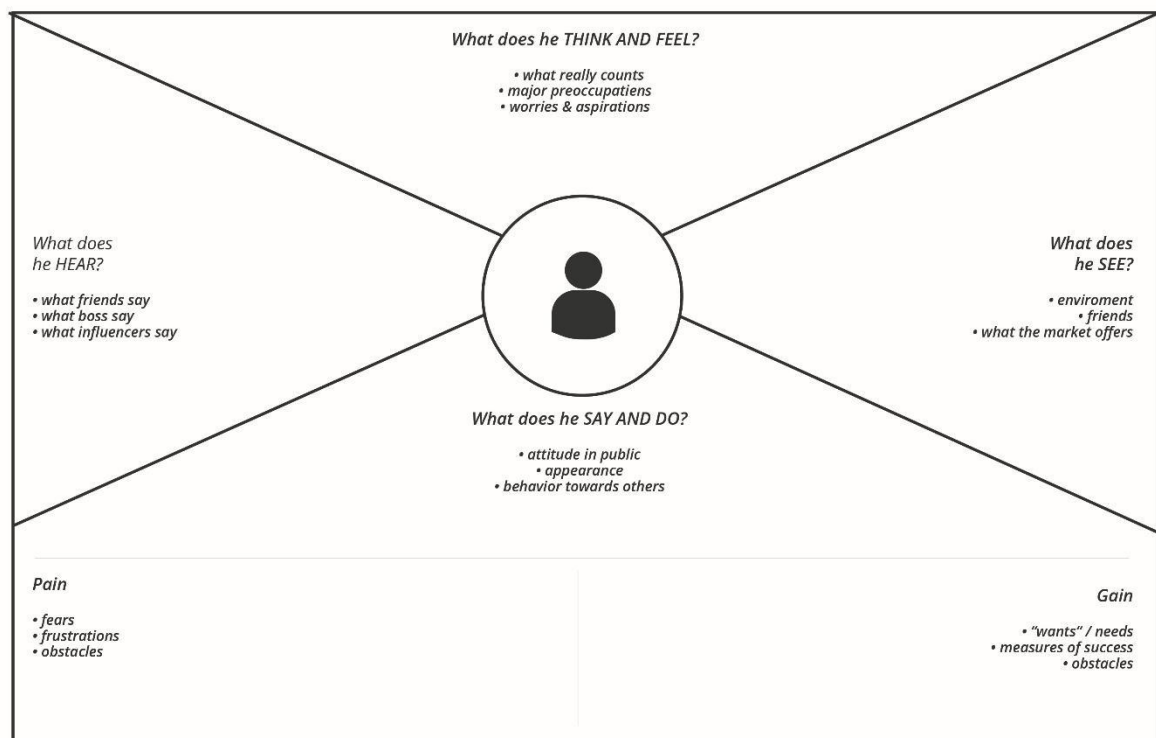 What does he THINK AND FEEL?
• what really counts
• major preoccupatiens
• worries & aspirations
What does
he HEAR?
• what friends say
• what boss say
• what influencers say
What does
he SEE?
• enviroment
• friends
• what the market offers
What does he SAY AND DO?
• attitude in public
• appearance
• behavior towards others
Pain
• fears
• frustrations
• obstacles
Gain
• “wants” / needs
• measures of success
• obstacles